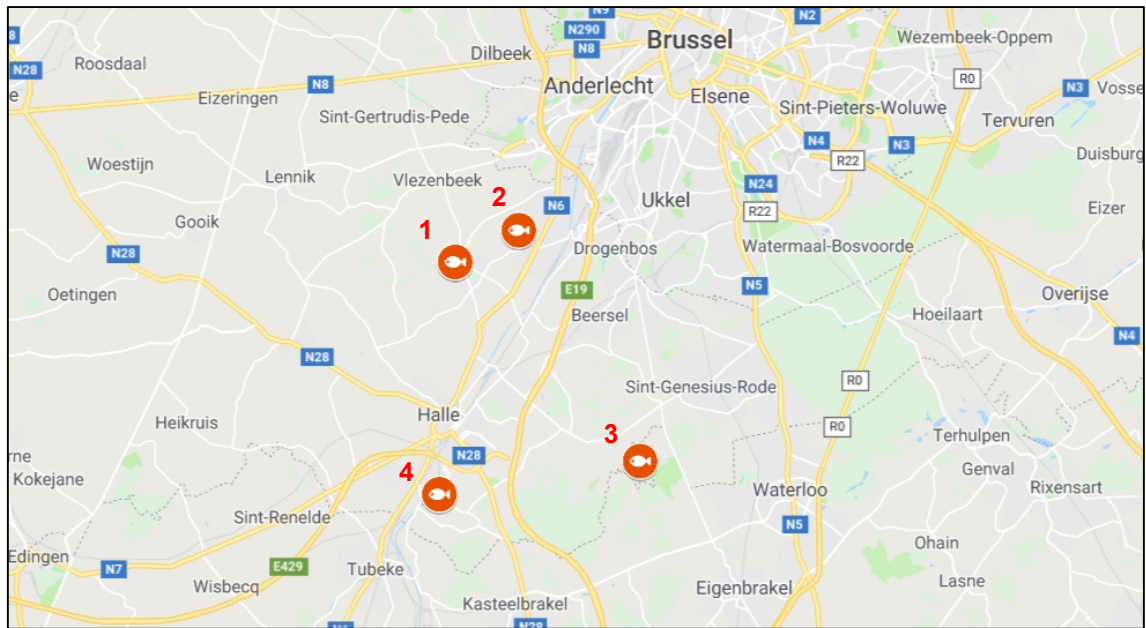 N9
N2
N8
N290
N8
Brussel
Wezembeek-Oppem
Dilbeek
Roosdaal
N28
N8
Anderlecht
Elsene
R0
N3
Vosse
Eizeringen
Sint-Gertrudis-Pede
Sint-Pieters-Woluwe
Tervuren
N4
N3
R22
Duisburg
Woestijn
Lennik
Vlezenbeek
N24
2
N6
Ukkel
R22
Eizer
Gooik
1
N28
Drogenbos
Watermaal-Bosvoorde
Oetingen
E19
N5
Overijse
Beersel
Hoeilaart
N4
N28
Sint-Genesius-Rode
R0
Halle
Heikruis
3
R0
Terhulpen
rne
N28
Genval
Kokejane
4
Waterloo
Rixensart
Sint-Renelde
N5
Edingen
N7
E429
Tubeke
Ohain
Wisbecq
Eigenbrakel
Lasne
Kasteelbrakel
N6
N28